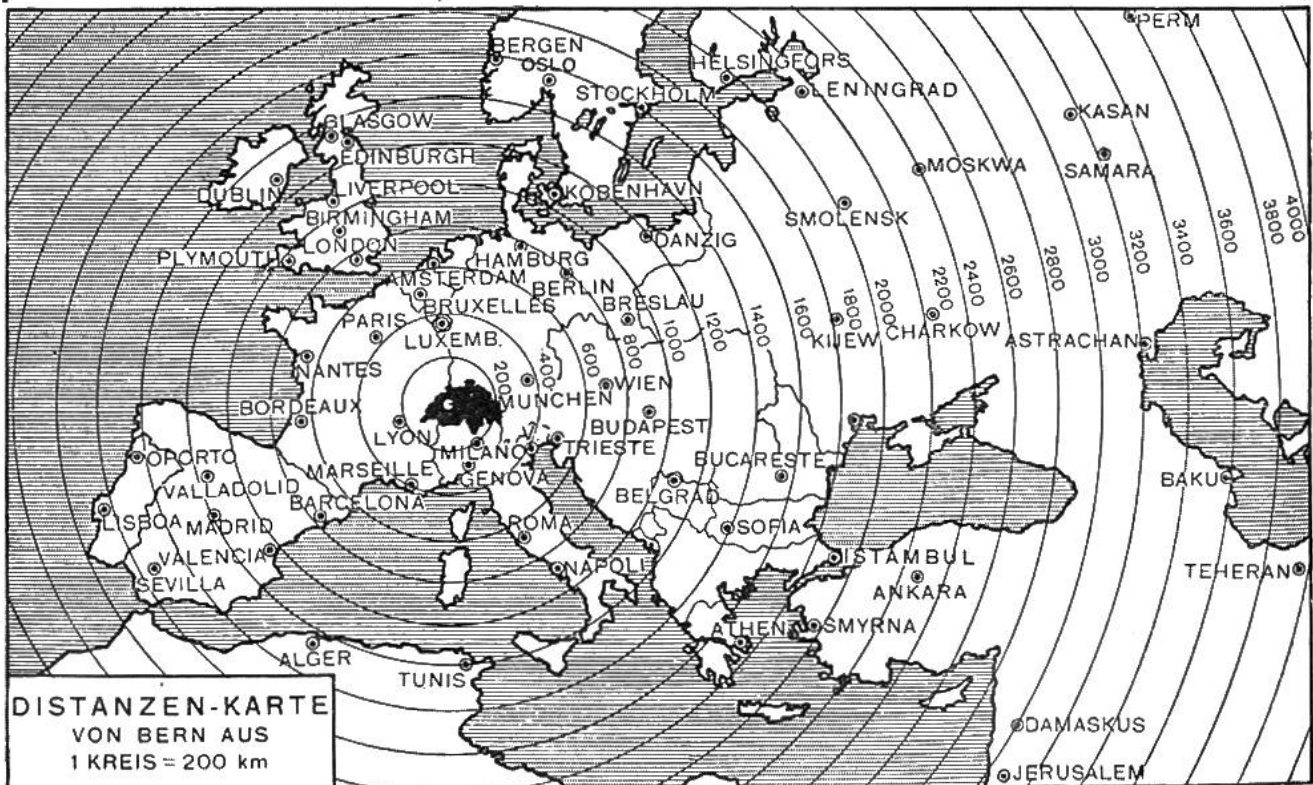 PERM
BERGEN
OSLO
HELSINGFORS
STOCKHOLM
LENINGRAD
KASAN
GLASGOW
EDINBURGH
MOSKWA
SAMARA
DUBLIN
LIVERPOOL
KÖBENHAVN
SMOLENSK
BIRMINGHAM
LONDON
PLYMOUTH
DANZIG
HAMBURG
AMSTERDAM
BERLIN
BRUXELLES
BRESLAU
PARIS
LUXEMB.
KIJEW
CHARKOW
ASTRACHAN
NANTES
200
400
600
800
1000
1200
1400
1600
1800
2000
2200
2400
2600
2800
3000
3200
3400
3600
3800
4000
WIEN
MÜNCHEN
BORDEAUX
LYON
BUDAPEST
MILANO
TRIESTE
OPORTO
MARSEILLE
GENOVA
BUCARESTE
BAKU
VALLADOLID
BELGRAD
BARCELONA
LISBOA
MADRID
ROMA
SOFIA
VALENCIA
ISTAMBUL
NAPOLI
SEVILLA
ANKARA
TEHERAN
ATHEN
SMYRNA
ALGER
TUNIS
DAMASKUS
JERUSALEM
DISTANZEN-KARTE
VON BERN AUS
1 KREIS = 200 km